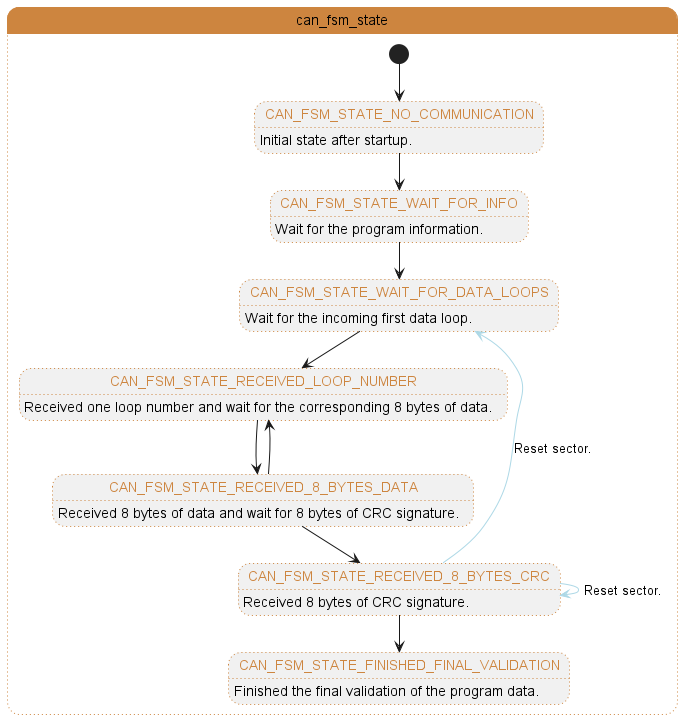 can_fsm_state
CAN_FSM_STATE_NO_COMMUNICATION
Initial state after startup.
CAN_FSM_STATE_WAIT_FOR_INFO
Wait for the program information.
CAN_FSM_STATE_WAIT_FOR_DATA_LOOPS
Wait for the incoming first data loop.
CAN_FSM_STATE_RECEIVED_LOOP_NUMBER
Received one loop number and wait for the corresponding 8 bytes of data.
Reset sector.
CAN_FSM_STATE_RECEIVED_8_BYTES_DATA
Received 8 bytes of data and wait for 8 bytes of CRC signature.
CAN_FSM_STATE_RECEIVED_8_BYTES_CRC
Received 8 bytes of CRC signature.
Reset sector.
CAN_FSM_STATE_FINISHED_FINAL_VALIDATION
Finished the final validation of the program data.